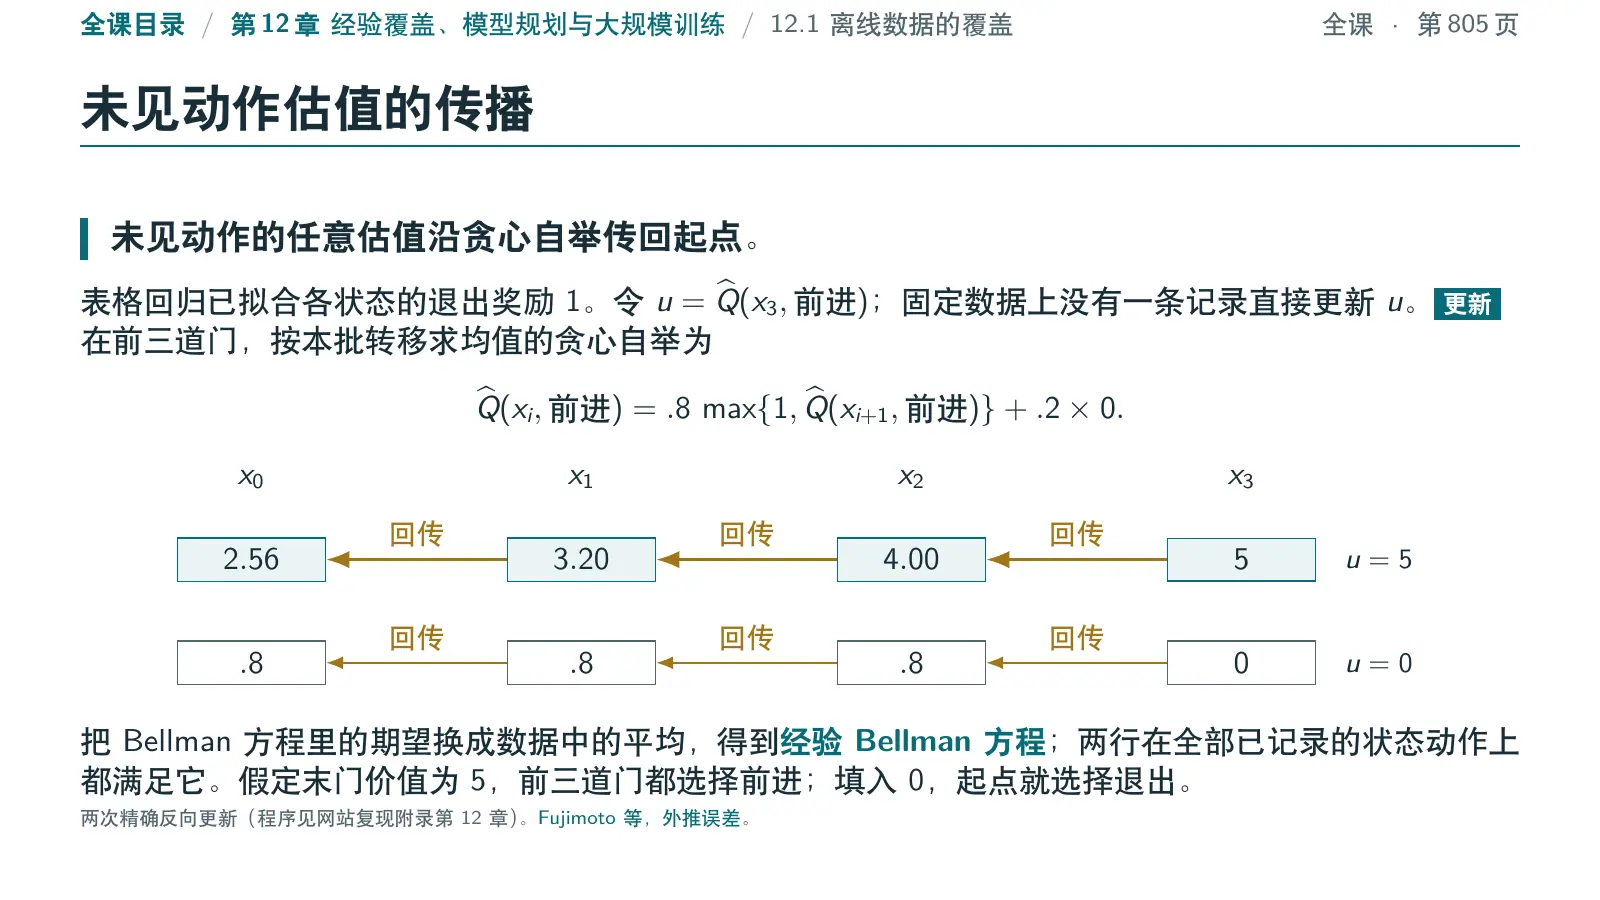 全课目录 / 第 12 章 经验覆盖、模型规划与大规模训练 / 12.1 离线数据的覆盖 全课 · 第 805 页
未见动作估值的传播
未见动作的任意估值沿贪心自举传回起点。
表格回归已拟合各状态的退出奖励 1。令 u = Q̂(x₃, 前进)；固定数据上没有一条记录直接更新 u。 更新
在前三道门，按本批转移求均值的贪心自举为
Q̂(xᵢ, 前进) = .8 max{1, Q̂(xᵢ₊₁, 前进)} + .2 × 0.
x₀ x₁ x₂ x₃
回传 回传 回传
2.56 3.20 4.00 5 u = 5
回传 回传 回传
.8 .8 .8 0 u = 0
把 Bellman 方程里的期望换成数据中的平均，得到经验 Bellman 方程；两行在全部已记录的状态动作上
都满足它。假定末门价值为 5，前三道门都选择前进；填入 0，起点就选择退出。
两次精确反向更新（程序见网站复现附录第 12 章）。Fujimoto 等，外推误差。